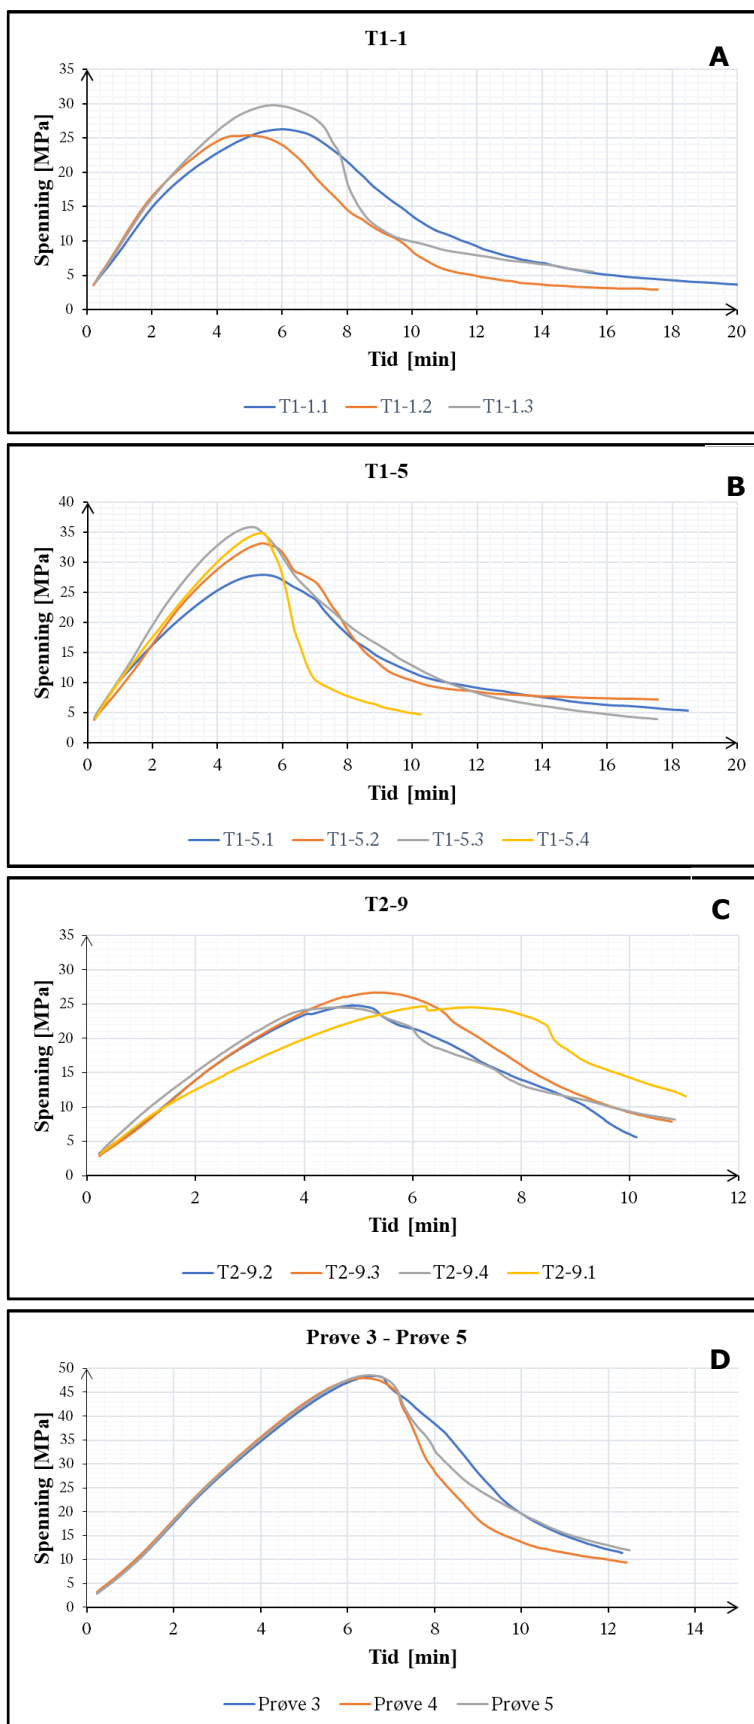 T1-1
A
35
30
25
20
15
10
5
0
Spenning [MPa]
0 2 4 6 8 10 12 14 16 18 20
Tid [min]
T1-1.1 T1-1.2 T1-1.3
T1-5
B
40
35
30
25
20
15
10
5
0
Spenning [MPa]
0 2 4 6 8 10 12 14 16 18 20
Tid [min]
T1-5.1 T1-5.2 T1-5.3 T1-5.4
T2-9
C
35
30
25
20
15
10
5
0
Spenning [MPa]
0 2 4 6 8 10 12
Tid [min]
T2-9.2 T2-9.3 T2-9.4 T2-9.1
Prøve 3 - Prøve 5
D
50
45
40
35
30
25
20
15
10
5
0
Spenning [MPa]
0 2 4 6 8 10 12 14
Tid [min]
Prøve 3 Prøve 4 Prøve 5